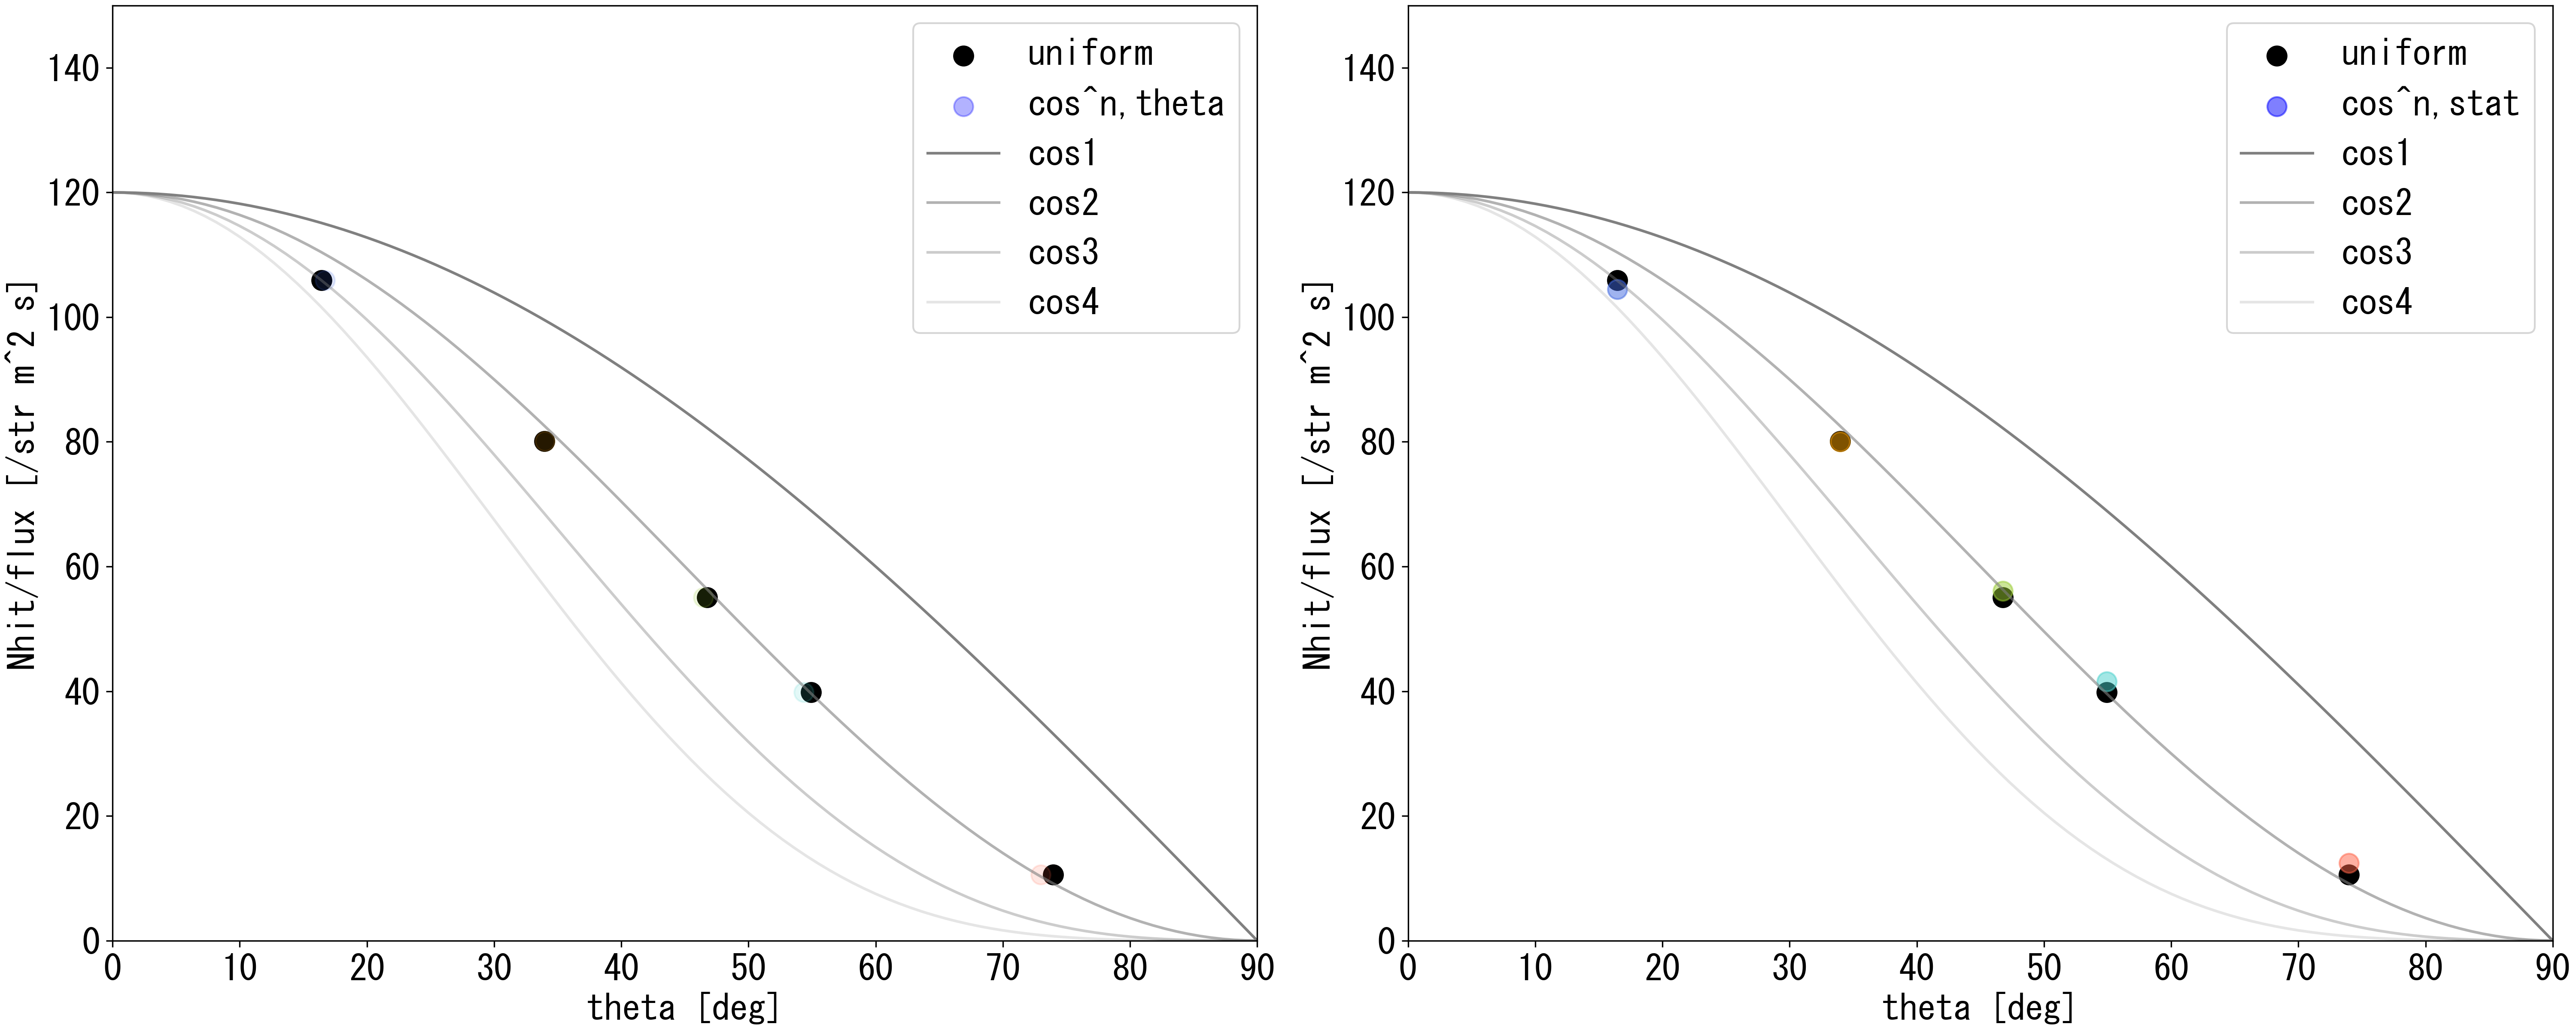 140
120
100
80
60
40
20
0
Nhit/flux [/str m^2 s]
uniform
cos^n,theta
cos1
cos2
cos3
cos4
0 10 20 30 40 50 60 70 80 90
theta [deg]
140
120
100
80
60
40
20
0
Nhit/flux [/str m^2 s]
uniform
cos^n,stat
cos1
cos2
cos3
cos4
0 10 20 30 40 50 60 70 80 90
theta [deg]